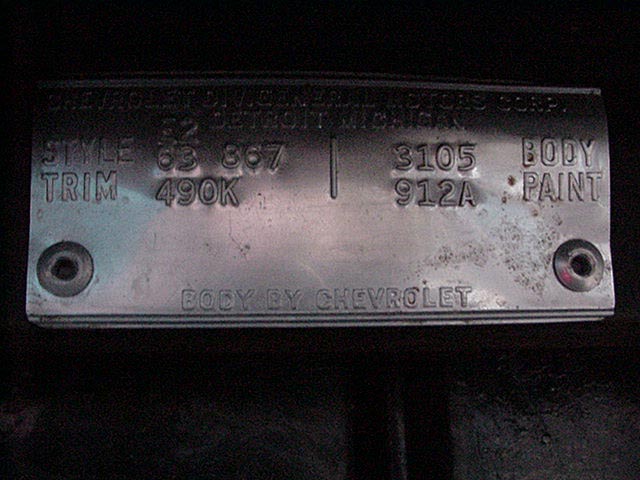 CHEVROLET DIV. GENERAL MOTORS CORP.
DETROIT MICHIGAN
STYLE 63 867 3105 BODY
TRIM 490K 912A PAINT
BODY BY CHEVROLET